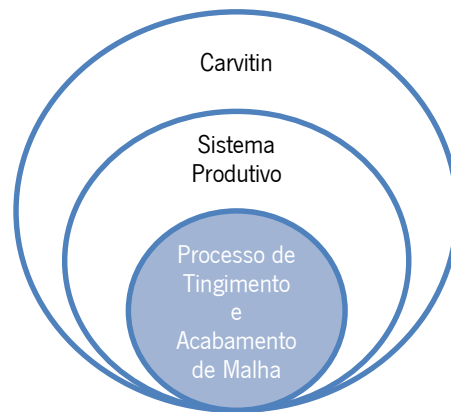 Carvitin
Sistema
Produtivo
Processo de
Tingimento
e
Acabamento
de Malha